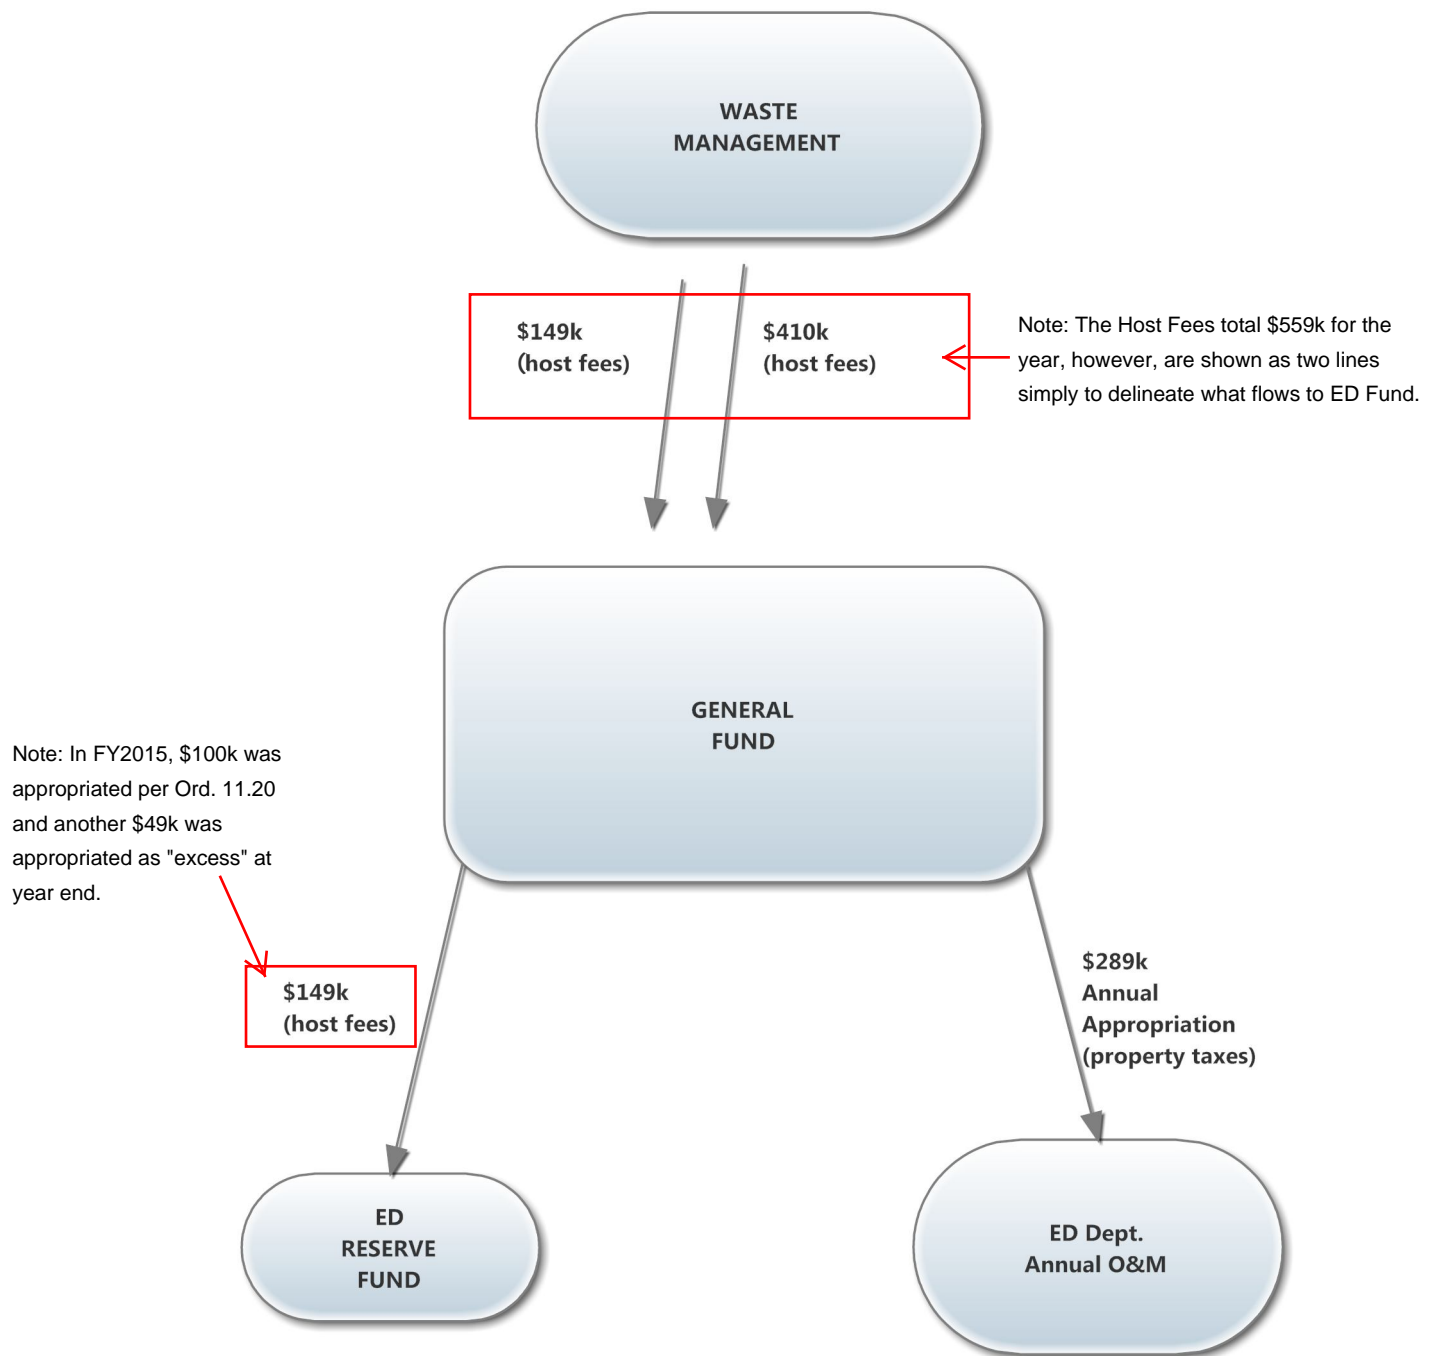 WASTE
MANAGEMENT
$149k
(host fees)
$410k
(host fees)
Note: The Host Fees total $559k for the
year, however, are shown as two lines
simply to delineate what flows to ED Fund.
GENERAL
FUND
Note: In FY2015, $100k was
appropriated per Ord. 11.20
and another $49k was
appropriated as "excess" at
year end.
$149k
(host fees)
$289k
Annual
Appropriation
(property taxes)
ED
RESERVE
FUND
ED Dept.
Annual O&M